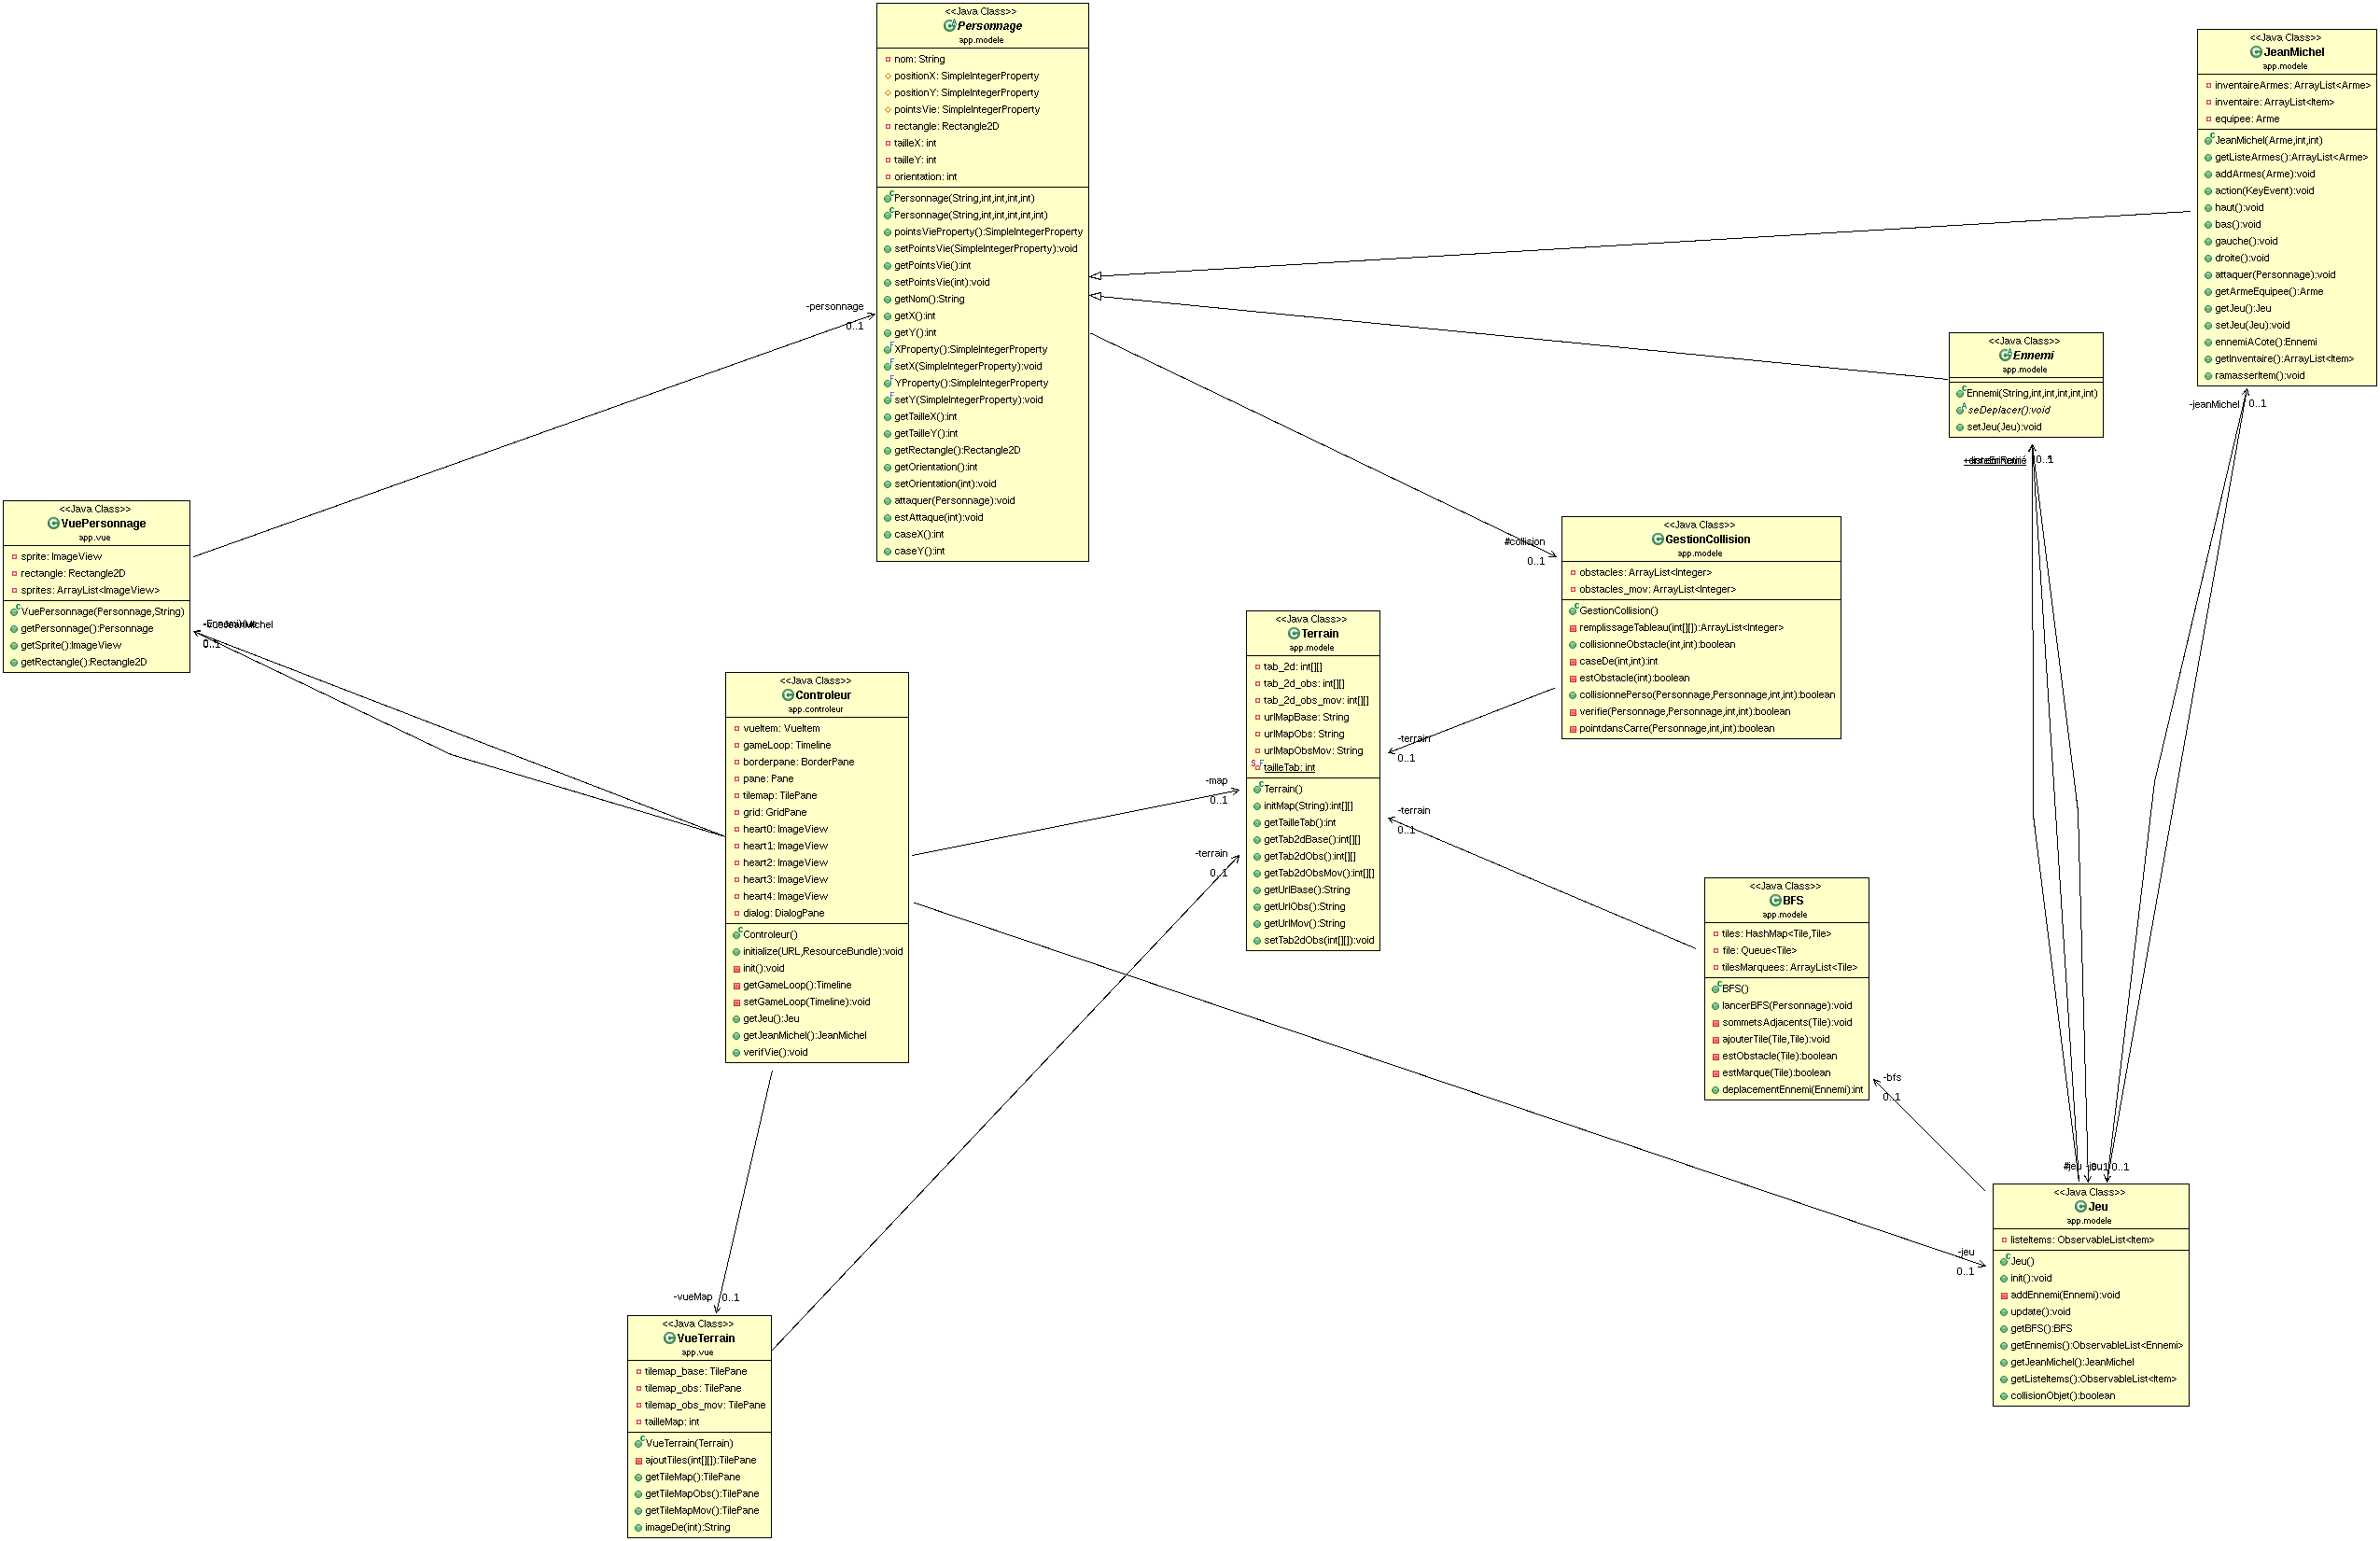 <<Java Class>>
Personnage
app.modele
nom: String
positionX: SimpleIntegerProperty
positionY: SimpleIntegerProperty
pointsVie: SimpleIntegerProperty
rectangle: Rectangle2D
tailleX: int
tailleY: int
orientation: int
Personnage(String,int,int,int,int)
Personnage(String,int,int,int,int,int)
pointsVieProperty():SimpleIntegerProperty
setPointsVie(SimpleIntegerProperty):void
getPointsVie():int
setPointsVie(int):void
getNom():String
getX():int
getY():int
XProperty():SimpleIntegerProperty
setX(SimpleIntegerProperty):void
YProperty():SimpleIntegerProperty
setY(SimpleIntegerProperty):void
getTailleX():int
getTailleY():int
getRectangle():Rectangle2D
getOrientation():int
setOrientation(int):void
attaquer(Personnage):void
estAttaque(int):void
caseX():int
caseY():int
<<Java Class>>
JeanMichel
app.modele
inventaireArmes: ArrayList<Arme>
inventaire: ArrayList<Item>
equipee: Arme
JeanMichel(Arme,int,int)
getListeArmes():ArrayList<Arme>
addArmes(Arme):void
action(KeyEvent):void
haut():void
bas():void
gauche():void
droite():void
attaquer(Personnage):void
getArmeEquipee():Arme
getJeu():Jeu
setJeu(Jeu):void
ennemiACote():Ennemi
getInventaire():ArrayList<Item>
ramasserItem():void
-jeanMichel
0..1
-personnage
0..1
<<Java Class>>
Ennemi
app.modele
Ennemi(String,int,int,int,int,int)
seDeplacer():void
setJeu(Jeu):void
0..1
<<Java Class>>
VuePersonnage
app.vue
sprite: ImageView
rectangle: Rectangle2D
sprites: ArrayList<ImageView>
VuePersonnage(Personnage,String)
getPersonnage():Personnage
getSprite():ImageView
getRectangle():Rectangle2D
0..1
#collision
0..1
<<Java Class>>
GestionCollision
app.modele
obstacles: ArrayList<Integer>
obstacles_mov: ArrayList<Integer>
GestionCollision()
remplissageTableau(int[][]):ArrayList<Integer>
collisionneObstacle(int,int):boolean
caseDe(int,int):int
estObstacle(int):boolean
collisionnePerso(Personnage,Personnage,int,int):boolean
verifie(Personnage,Personnage,int,int):boolean
pointdansCarre(Personnage,int,int):boolean
<<Java Class>>
Terrain
app.modele
tab_2d: int[][]
tab_2d_obs: int[][]
tab_2d_obs_mov: int[][]
urlMapBase: String
urlMapObs: String
urlMapObsMov: String
tailleTab: int
Terrain()
initMap(String):int[][]
getTailleTab():int
getTab2dBase():int[][]
getTab2dObs():int[][]
getTab2dObsMov():int[][]
getUrlBase():String
getUrlObs():String
getUrlMov():String
setTab2dObs(int[][]):void
-terrain
0..1
-terrain
0..1
-map
0..1
-terrain
0..1
<<Java Class>>
Controleur
app.controleur
vueItem: VueItem
gameLoop: Timeline
borderpane: BorderPane
pane: Pane
tilemap: TilePane
grid: GridPane
heart0: ImageView
heart1: ImageView
heart2: ImageView
heart3: ImageView
heart4: ImageView
dialog: DialogPane
Controleur()
initialize(URL,ResourceBundle):void
init():void
getGameLoop():Timeline
setGameLoop(Timeline):void
getJeu():Jeu
getJeanMichel():JeanMichel
verifVie():void
<<Java Class>>
BFS
app.modele
tiles: HashMap<Tile,Tile>
file: Queue<Tile>
tilesMarquees: ArrayList<Tile>
BFS()
lancerBFS(Personnage):void
sommetsAdjacents(Tile):void
ajouterTile(Tile,Tile):void
estObstacle(Tile):boolean
estMarque(Tile):boolean
deplacementEnnemi(Ennemi):int
-bfs
0..1
#jeu
0..1
-jeu
0..1
<<Java Class>>
Jeu
app.modele
listeItems: ObservableList<Item>
Jeu()
init():void
addEnnemi(Ennemi):void
update():void
getBFS():BFS
getEnnemis():ObservableList<Ennemi>
getJeanMichel():JeanMichel
getListeItems():ObservableList<Item>
collisionObjet():boolean
-vueMap
0..1
<<Java Class>>
VueTerrain
app.vue
tilemap_base: TilePane
tilemap_obs: TilePane
tilemap_obs_mov: TilePane
tailleMap: int
VueTerrain(Terrain)
ajoutTiles(int[][]):TilePane
getTileMap():TilePane
getTileMapObs():TilePane
getTileMapMov():TilePane
imageDe(int):String